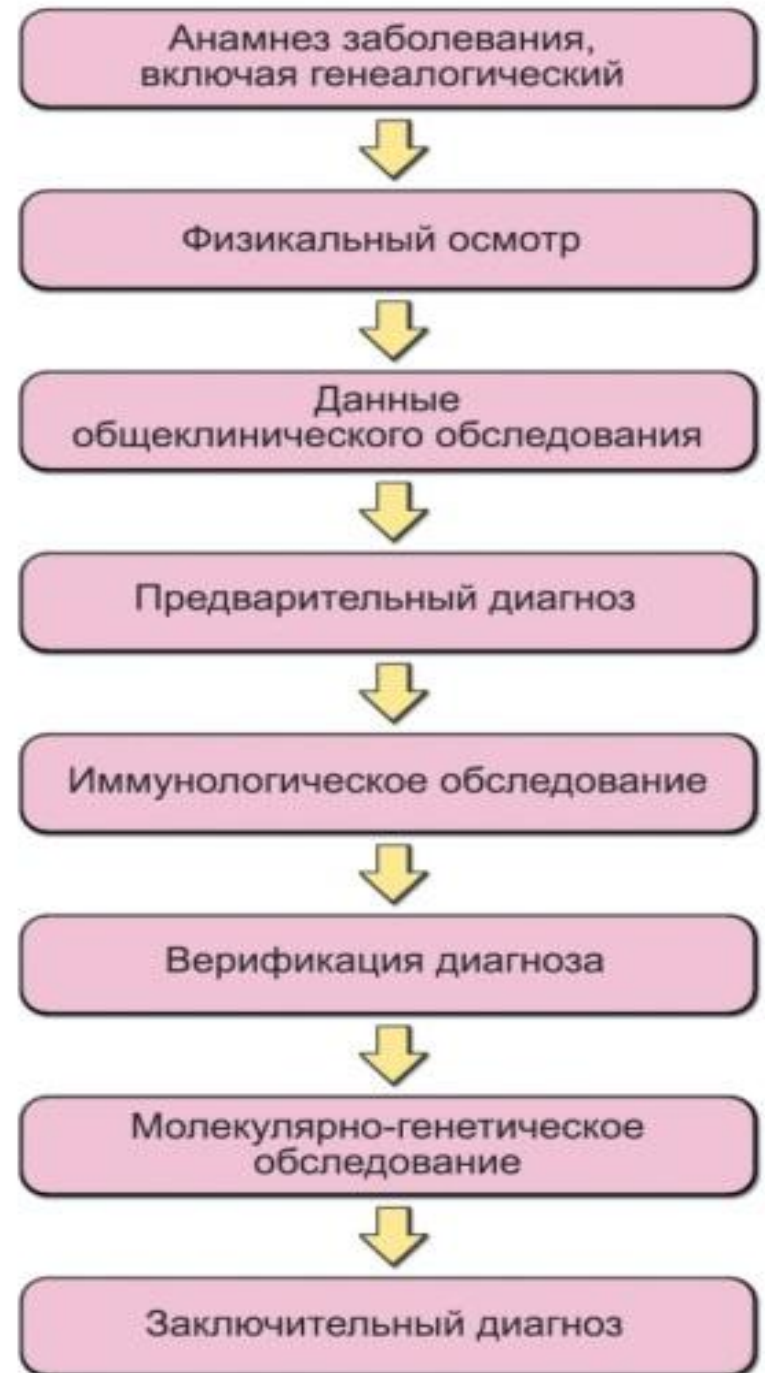 Анамнез заболевания,
включая генеалогический
Физикальный осмотр
Данные
общеклинического обследования
Предварительный диагноз
Иммунологическое обследование
Верификация диагноза
Молекулярно-генетическое
обследование
Заключительный диагноз